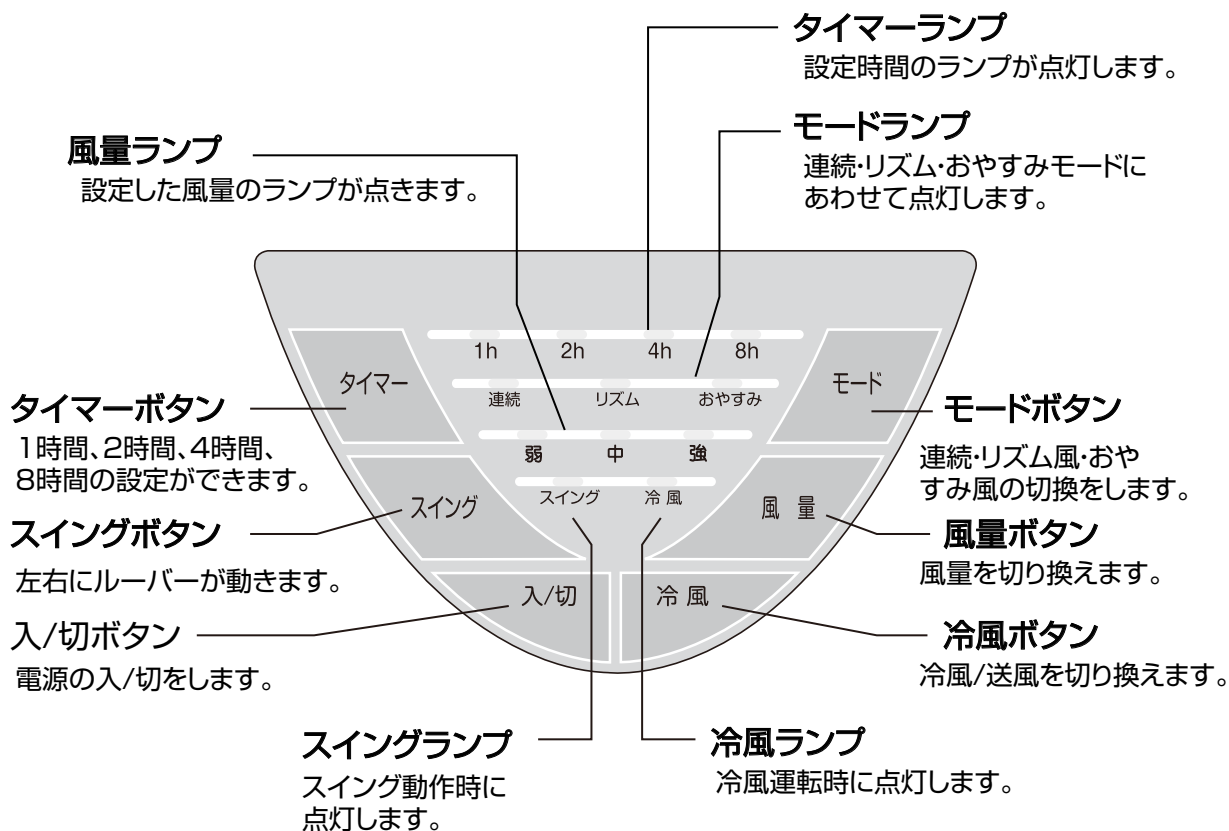 タイマーランプ
設定時間のランプが点灯します。
モードランプ
連続・リズム・おやすみモードに
あわせて点灯します。
風量ランプ
設定した風量のランプが点きます。
1h 2h 4h 8h
連続 リズム おやすみ
弱 中 強
スイング 冷風
タイマー
モード
スイング
風 量
入/切
冷 風
タイマーボタン
1時間、2時間、4時間、
8時間の設定ができます。
スイングボタン
左右にルーバーが動きます。
入/切ボタン
電源の入/切をします。
モードボタン
連続・リズム風・おや
すみ風の切換をします。
風量ボタン
風量を切り換えます。
冷風ボタン
冷風/送風を切り換えます。
スイングランプ
スイング動作時に
点灯します。
冷風ランプ
冷風運転時に点灯します。